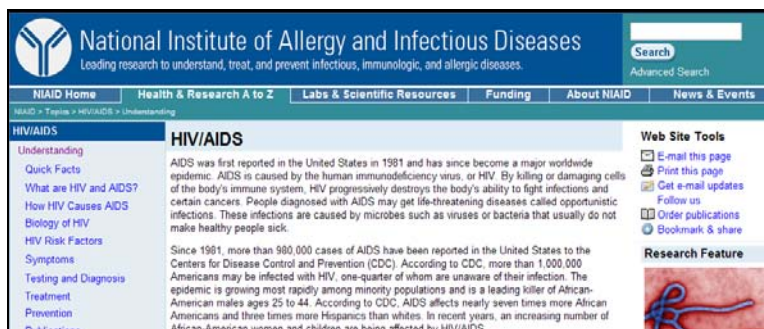 National Institute of Allergy and Infectious Diseases
Leading research to understand, treat, and prevent infectious, immunologic, and allergic diseases.
Search
Advanced Search
NIAID Home
Health & Research A to Z
Labs & Scientific Resources
Funding
About NIAID
News & Events
NIAID > Topics > HIV/AIDS > Understanding
HIV/AIDS
Understanding
Quick Facts
What are HIV and AIDS?
How HIV Causes AIDS
Biology of HIV
HIV Risk Factors
Symptoms
Testing and Diagnosis
Treatment
Prevention
HIV/AIDS
AIDS was first reported in the United States in 1981 and has since become a major worldwide
epidemic. AIDS is caused by the human immunodeficiency virus, or HIV. By killing or damaging cells
of the body's immune system, HIV progressively destroys the body's ability to fight infections and
certain cancers. People diagnosed with AIDS may get life-threatening diseases called opportunistic
infections. These infections are caused by microbes such as viruses or bacteria that usually do not
make healthy people sick.
Since 1981, more than 980,000 cases of AIDS have been reported in the United States to the
Centers for Disease Control and Prevention (CDC). According to CDC, more than 1,000,000
Americans may be infected with HIV, one-quarter of whom are unaware of their infection. The
epidemic is growing most rapidly among minority populations and is a leading killer of African-
American males ages 25 to 44. According to CDC, AIDS affects nearly seven times more African
Americans and three times more Hispanics than whites. In recent years, an increasing number of
African-American women and children are being affected by HIV/AIDS.
Web Site Tools
E-mail this page
Print this page
Get e-mail updates
Follow us
Order publications
Bookmark & share
Research Feature